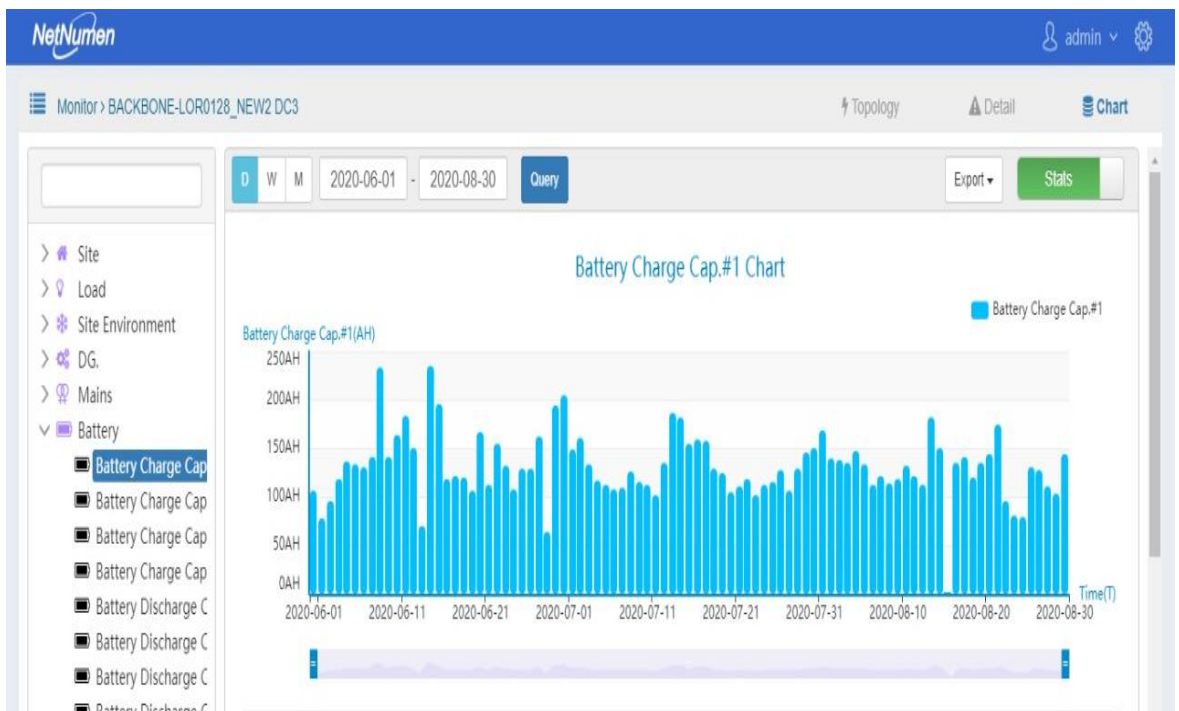 NetNumen
admin
Monitor > BACKBONE-LOR0128_NEW2 DC3
Topology
Detail
Chart
D W M 2020-06-01 - 2020-08-30 Query
Export
Stats
Site
Load
Site Environment
DG.
Mains
Battery
Battery Charge Cap
Battery Charge Cap
Battery Charge Cap
Battery Charge Cap
Battery Discharge C
Battery Discharge C
Battery Discharge C
Battery Discharge C
Battery Charge Cap.#1 Chart
Battery Charge Cap.#1
Battery Charge Cap.#1(AH)
250AH
200AH
150AH
100AH
50AH
0AH
2020-06-01 2020-06-11 2020-06-21 2020-07-01 2020-07-11 2020-07-21 2020-07-31 2020-08-10 2020-08-20 2020-08-30
Time(T)